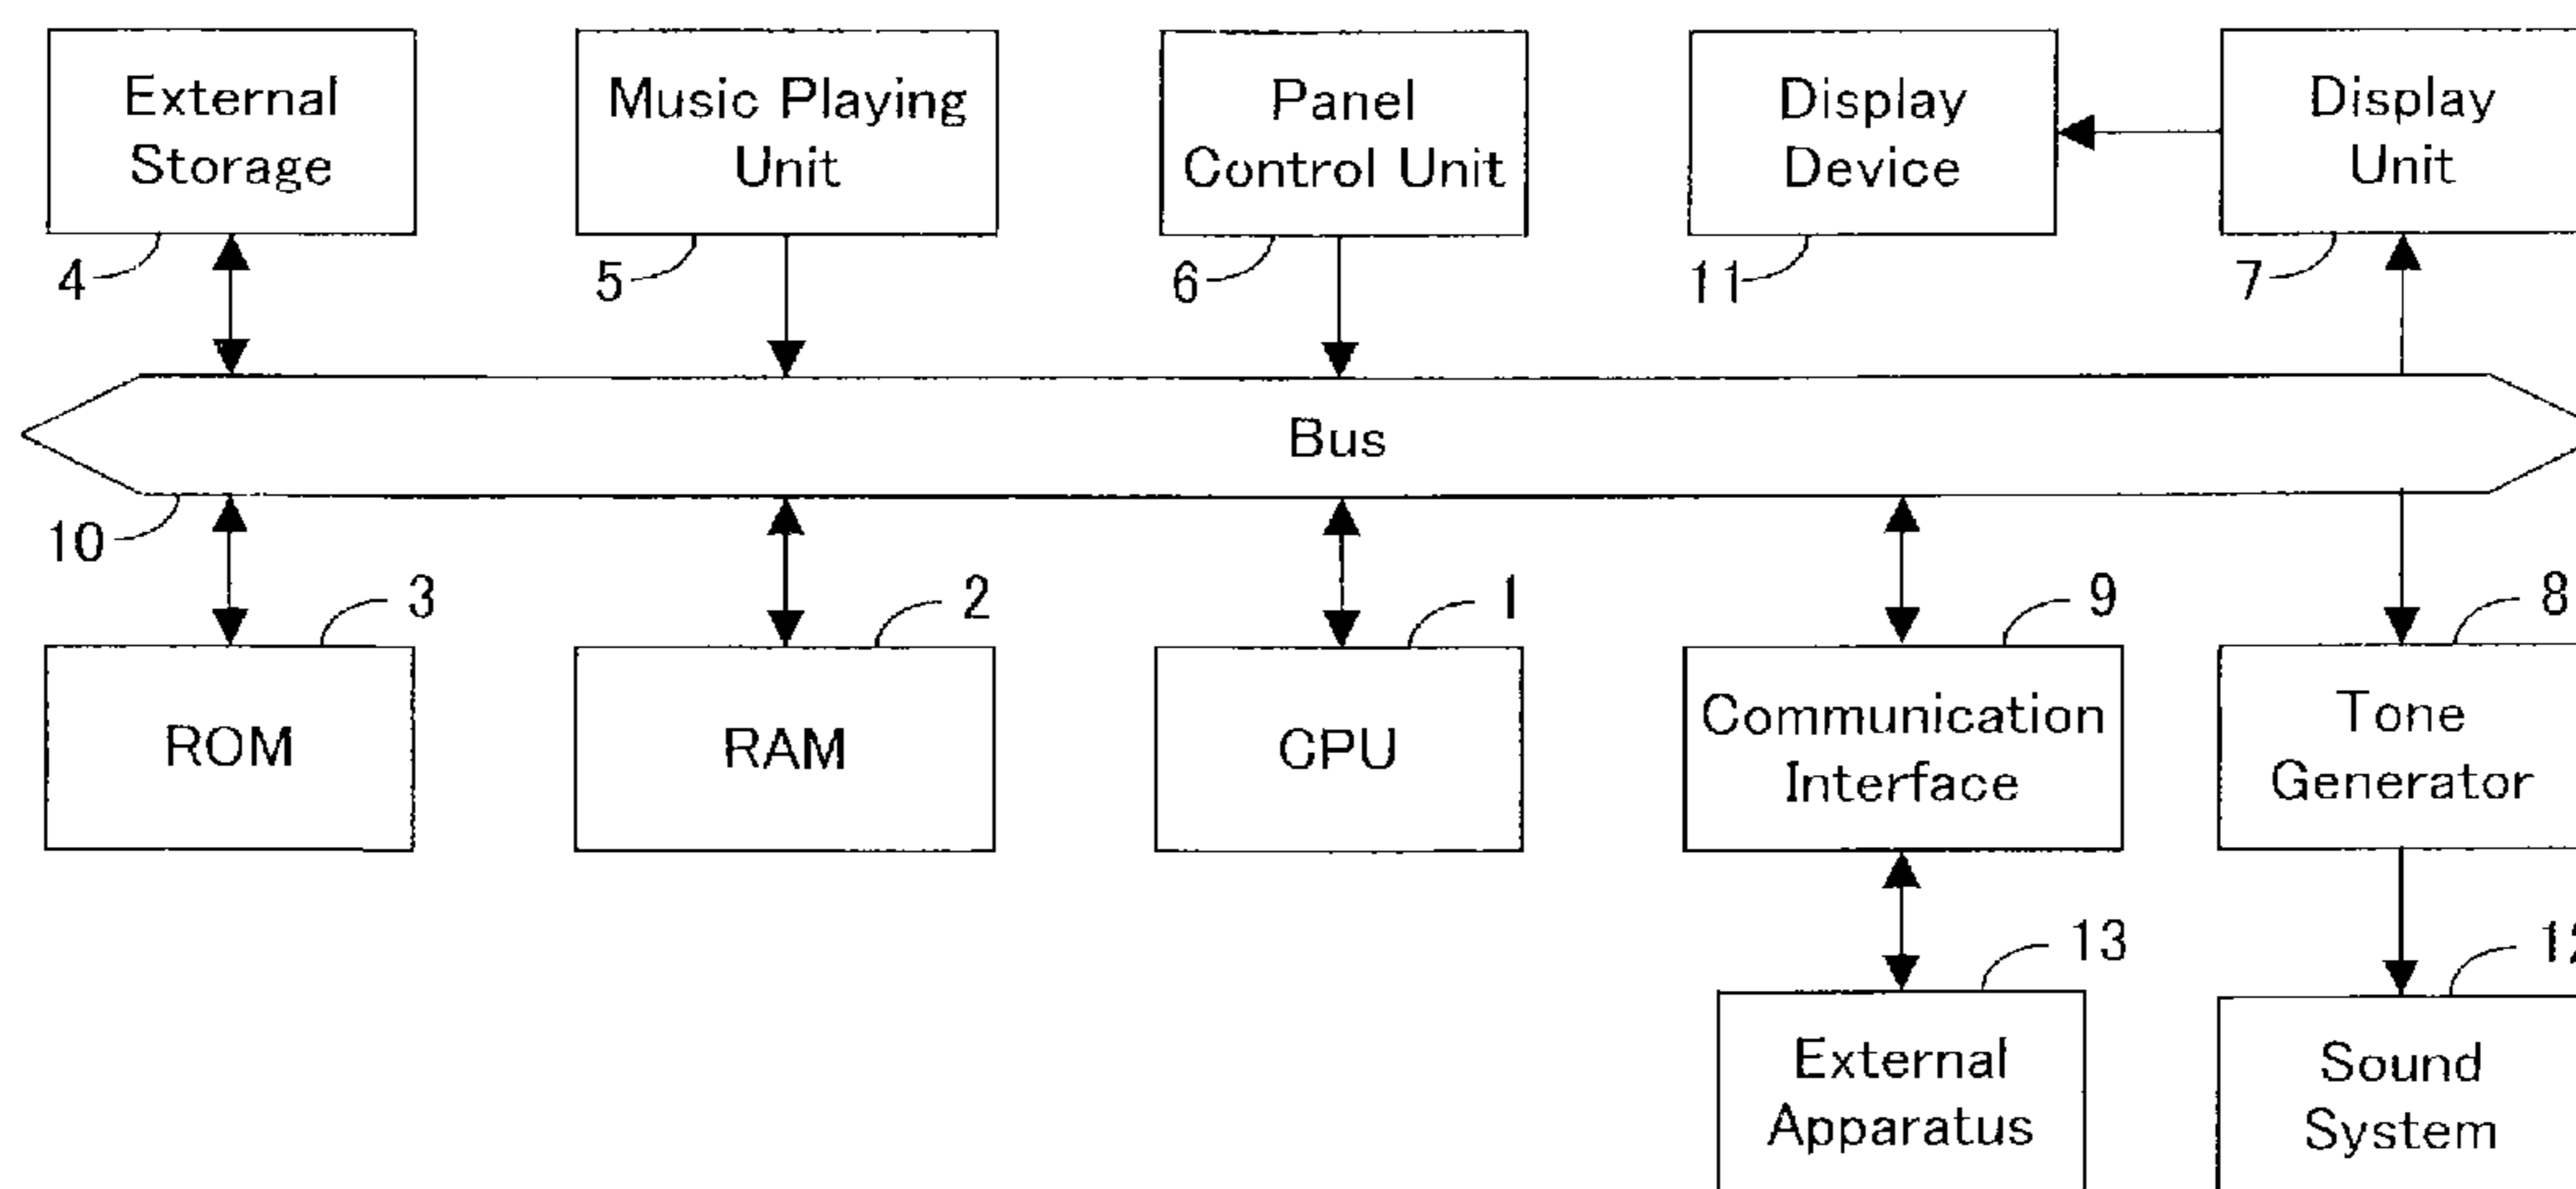 External
Storage
Music Playing
Unit
Panel
Control Unit
Display
Device
Display
Unit
4
5
6
11
7
Bus
10
3
2
1
9
8
ROM
RAM
CPU
Communication
Interface
Tone
Generator
13
12
External
Apparatus
Sound
System